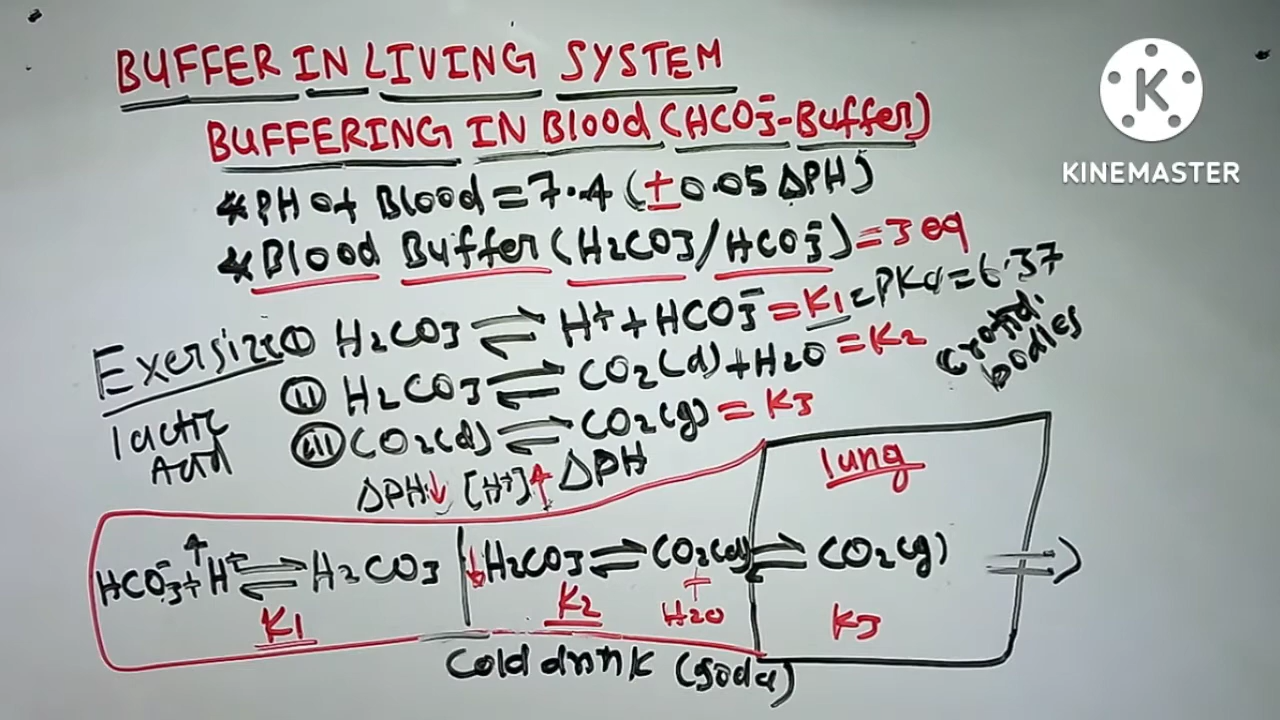 BUFFER IN LIVING SYSTEM
BUFFERING IN Blood (HCO3⁻-Buffer)
K
KINEMASTER
* PH of Blood = 7.4 (± 0.05 ΔPH)
* Blood Buffer (H2CO3/HCO3⁻) = 3 eq
Exersize
lactic Acid
(I) H2CO3 ⇌ H⁺ + HCO3⁻ = K1 = PKa = 6.37
(II) H2CO3 ⇌ CO2(d) + H2O = K2
(III) CO2(d) ⇌ CO2(g) = K3
bodies
ΔPH↓ [H⁺]↑ ΔPH
lung
HCO3⁻ + H⁺ ↑ ⇌ H2CO3 | ↓ H2CO3 ⇌ CO2(d) ⇌ CO2(g)
+
H2O
K1 K2 K3
Cold drink (Soda)